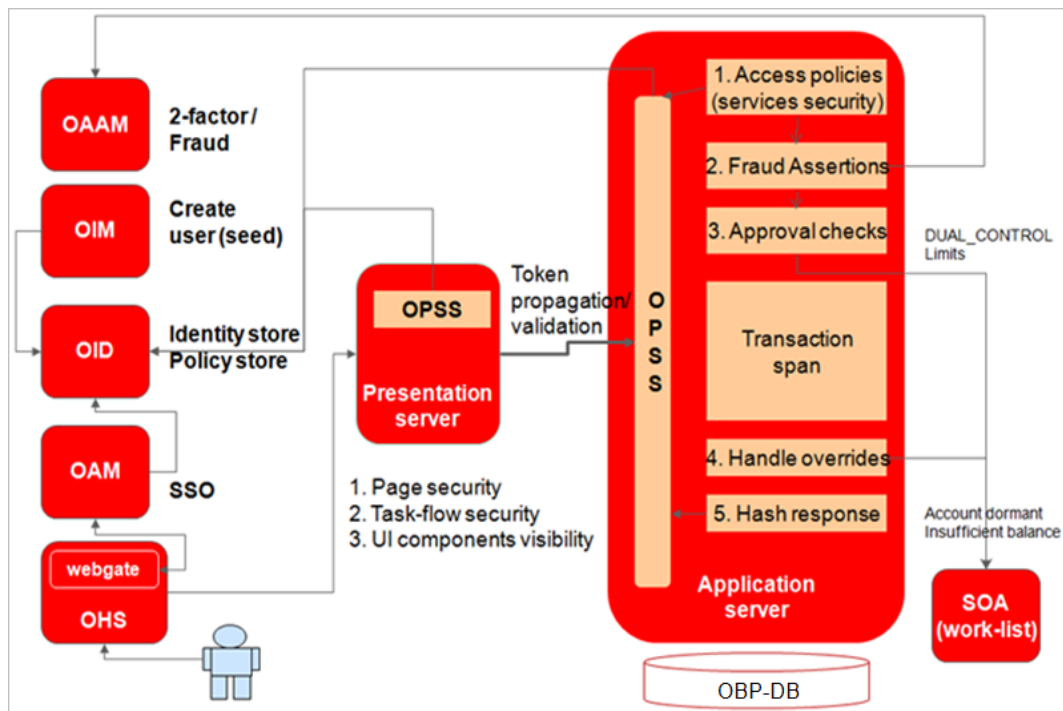 OAAM
2-factor /
Fraud
OIM
Create
user (seed)
OID
Identity store
Policy store
OAM
SSO
webgate
OHS
OPSS
Presentation
server
1. Page security
2. Task-flow security
3. UI components visibility
Token
propagation/
validation
O
P
S
S
1. Access policies
(services security)
2. Fraud Assertions
3. Approval checks
Transaction
span
4. Handle overrides
5. Hash response
Application
server
DUAL_CONTROL
Limits
Account dormant
Insufficient balance
SOA
(work-list)
OBP-DB